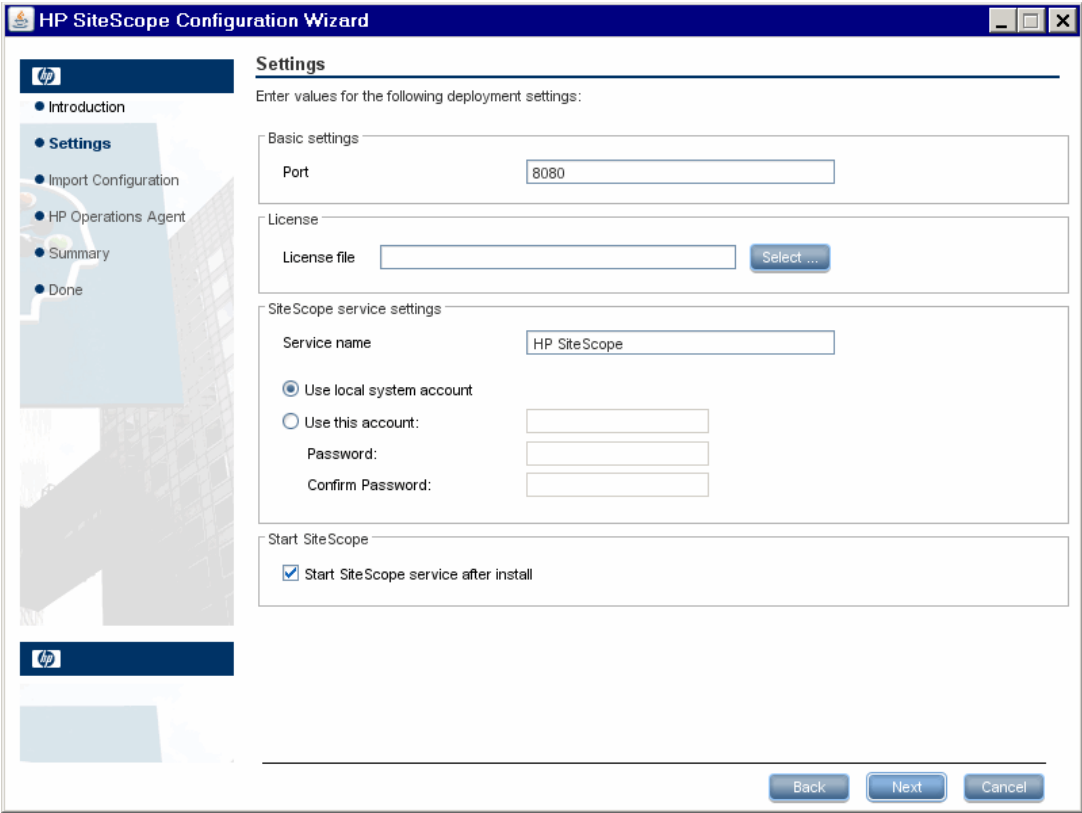 HP SiteScope Configuration Wizard
hp
Introduction
Settings
Import Configuration
HP Operations Agent
Summary
Done
hp
Settings
Enter values for the following deployment settings:
Basic settings
Port 8080
License
License file Select ...
SiteScope service settings
Service name HP SiteScope
Use local system account
Use this account:
Password:
Confirm Password:
Start SiteScope
Start SiteScope service after install
Back Next Cancel